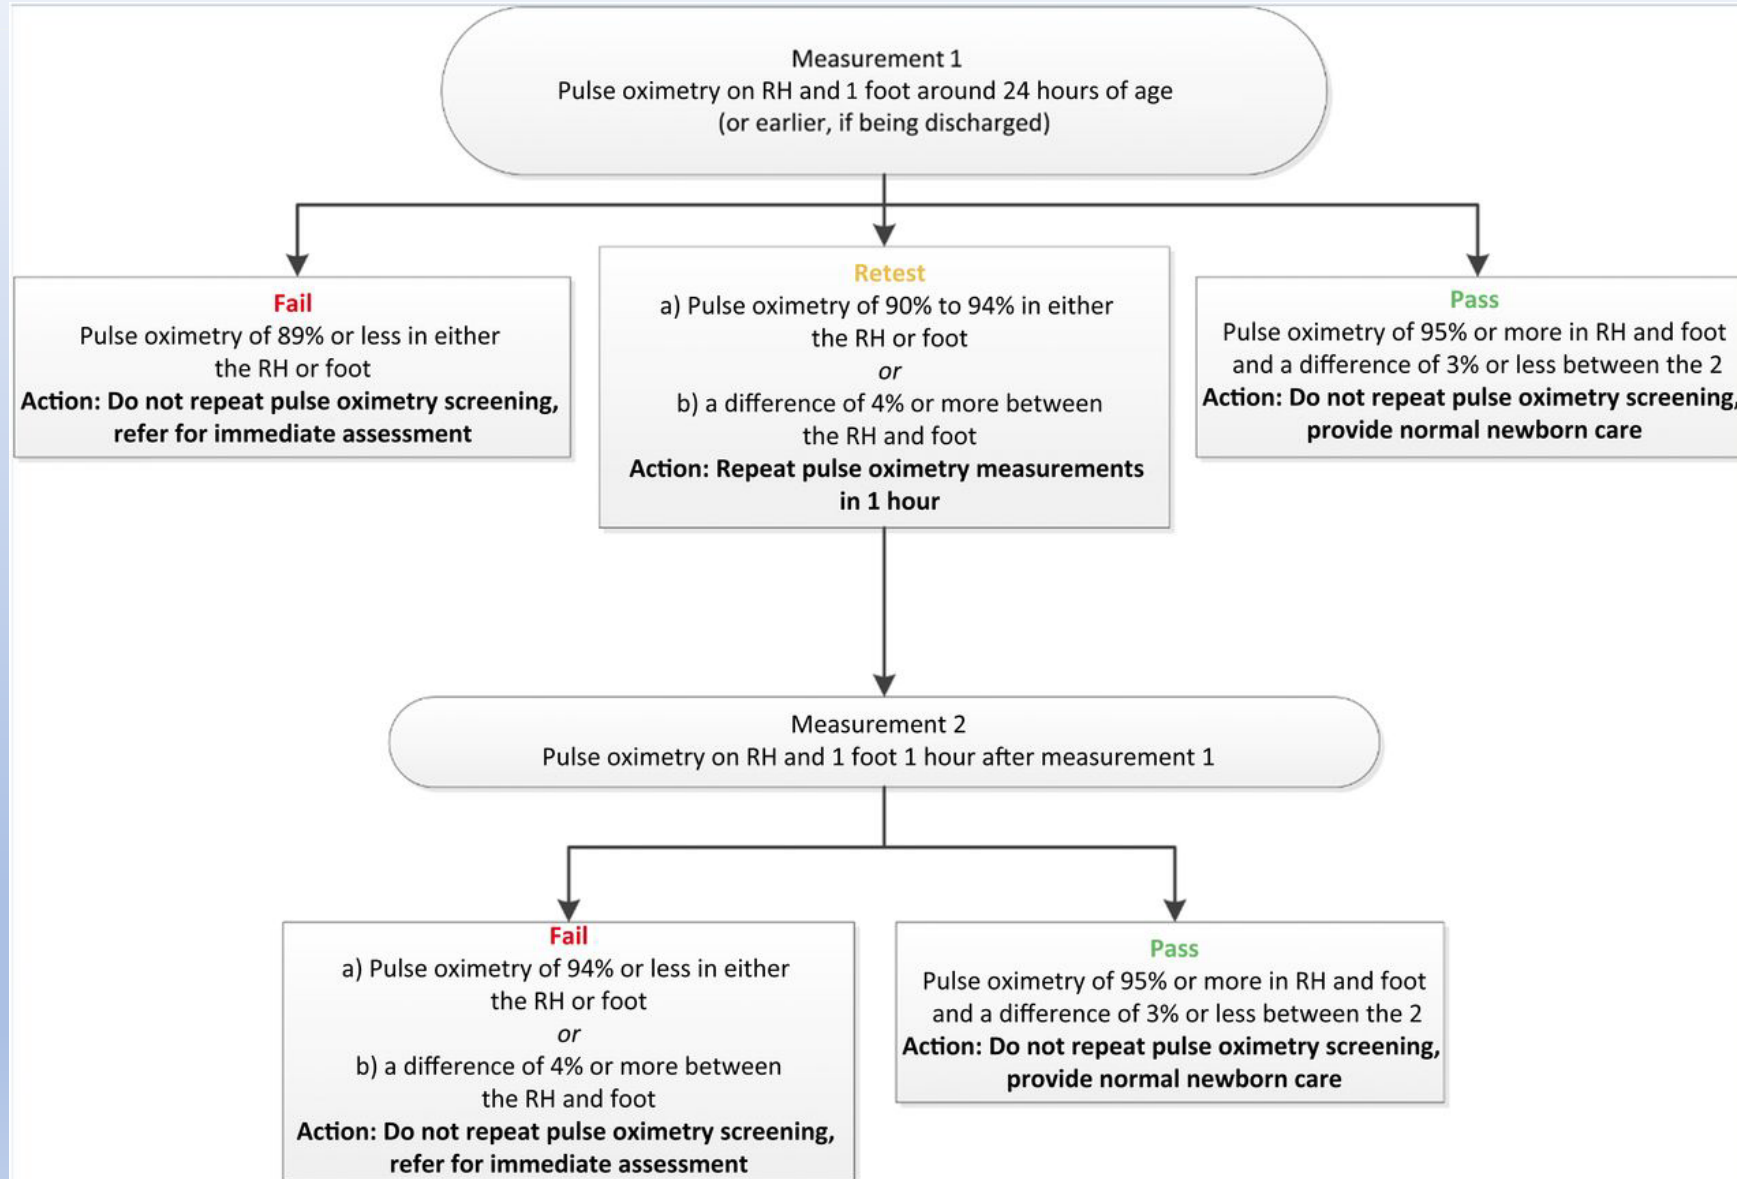 Measurement 1
Pulse oximetry on RH and 1 foot around 24 hours of age
(or earlier, if being discharged)
Fail
Pulse oximetry of 89% or less in either
the RH or foot
Action: Do not repeat pulse oximetry screening,
refer for immediate assessment
Retest
a) Pulse oximetry of 90% to 94% in either
the RH or foot
or
b) a difference of 4% or more between
the RH and foot
Action: Repeat pulse oximetry measurements
in 1 hour
Pass
Pulse oximetry of 95% or more in RH and foot
and a difference of 3% or less between the 2
Action: Do not repeat pulse oximetry screening,
provide normal newborn care
Measurement 2
Pulse oximetry on RH and 1 foot 1 hour after measurement 1
Fail
a) Pulse oximetry of 94% or less in either
the RH or foot
or
b) a difference of 4% or more between
the RH and foot
Action: Do not repeat pulse oximetry screening,
refer for immediate assessment
Pass
Pulse oximetry of 95% or more in RH and foot
and a difference of 3% or less between the 2
Action: Do not repeat pulse oximetry screening,
provide normal newborn care